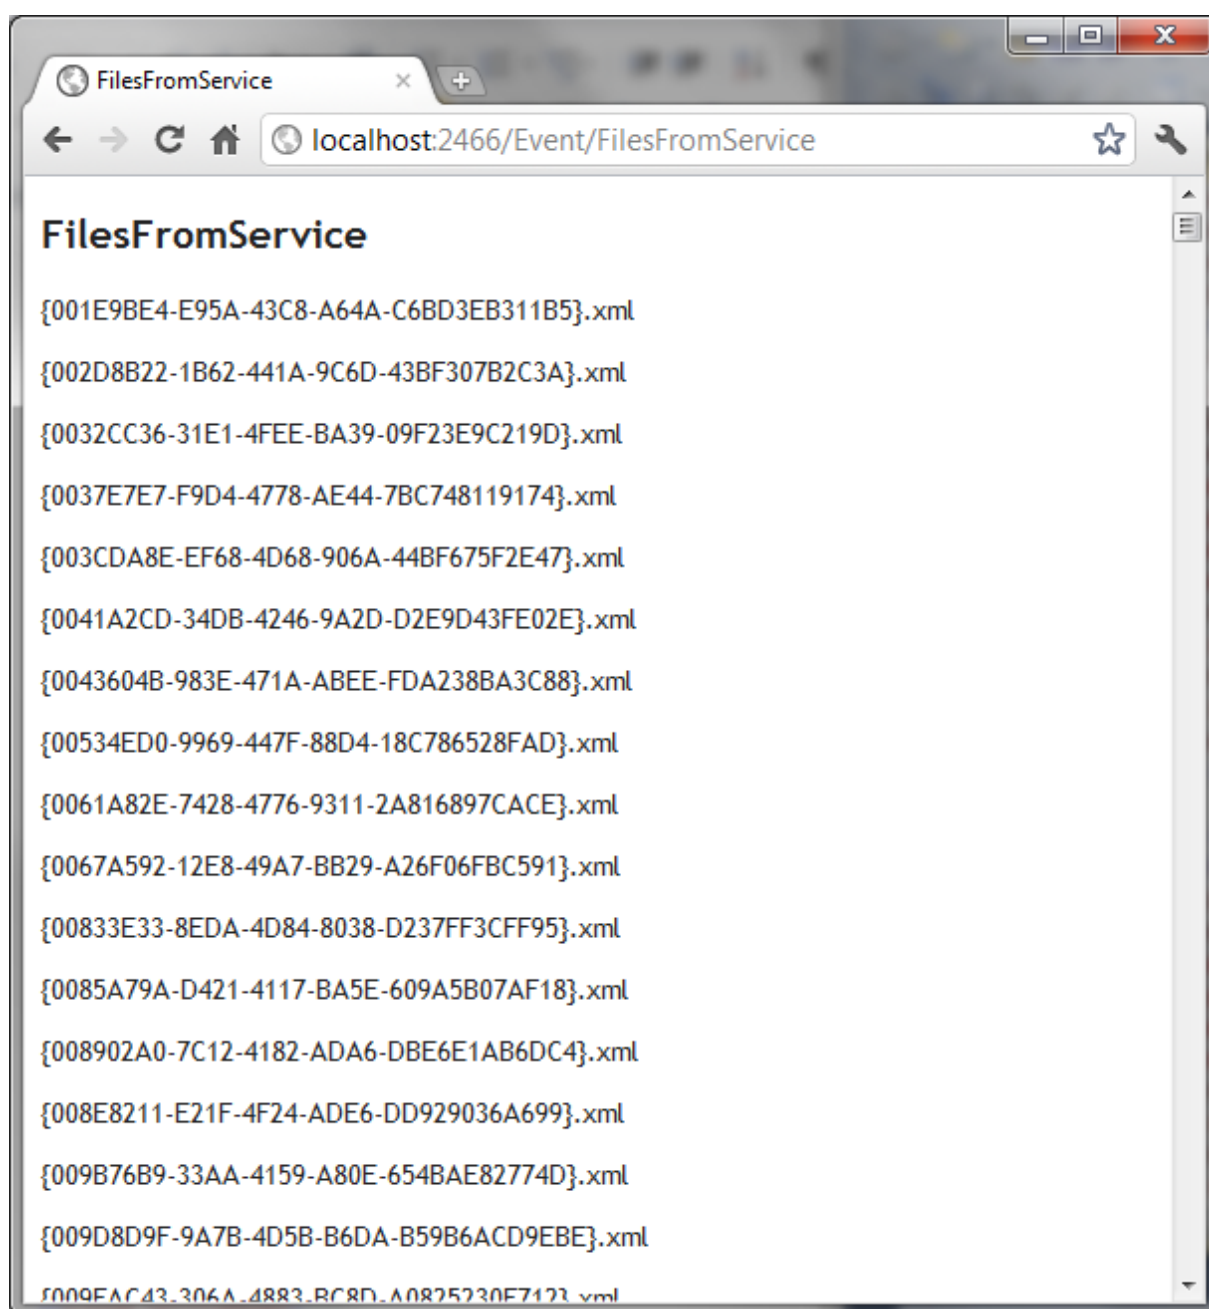 FilesFromService
localhost:2466/Event/FilesFromService
FilesFromService
{001E9BE4-E95A-43C8-A64A-C6BD3EB311B5}.xml
{002D8B22-1B62-441A-9C6D-43BF307B2C3A}.xml
{0032CC36-31E1-4FEE-BA39-09F23E9C219D}.xml
{0037E7E7-F9D4-4778-AE44-7BC748119174}.xml
{003CDA8E-EF68-4D68-906A-44BF675F2E47}.xml
{0041A2CD-34DB-4246-9A2D-D2E9D43FE02E}.xml
{0043604B-983E-471A-ABEE-FDA238BA3C88}.xml
{00534ED0-9969-447F-88D4-18C786528FAD}.xml
{0061A82E-7428-4776-9311-2A816897CACE}.xml
{0067A592-12E8-49A7-BB29-A26F06FBC591}.xml
{00833E33-8EDA-4D84-8038-D237FF3CFF95}.xml
{0085A79A-D421-4117-BA5E-609A5B07AF18}.xml
{008902A0-7C12-4182-ADA6-DBE6E1AB6DC4}.xml
{008E8211-E21F-4F24-ADE6-DD929036A699}.xml
{009B76B9-33AA-4159-A80E-654BAE82774D}.xml
{009D8D9F-9A7B-4D5B-B6DA-B59B6ACD9EBE}.xml